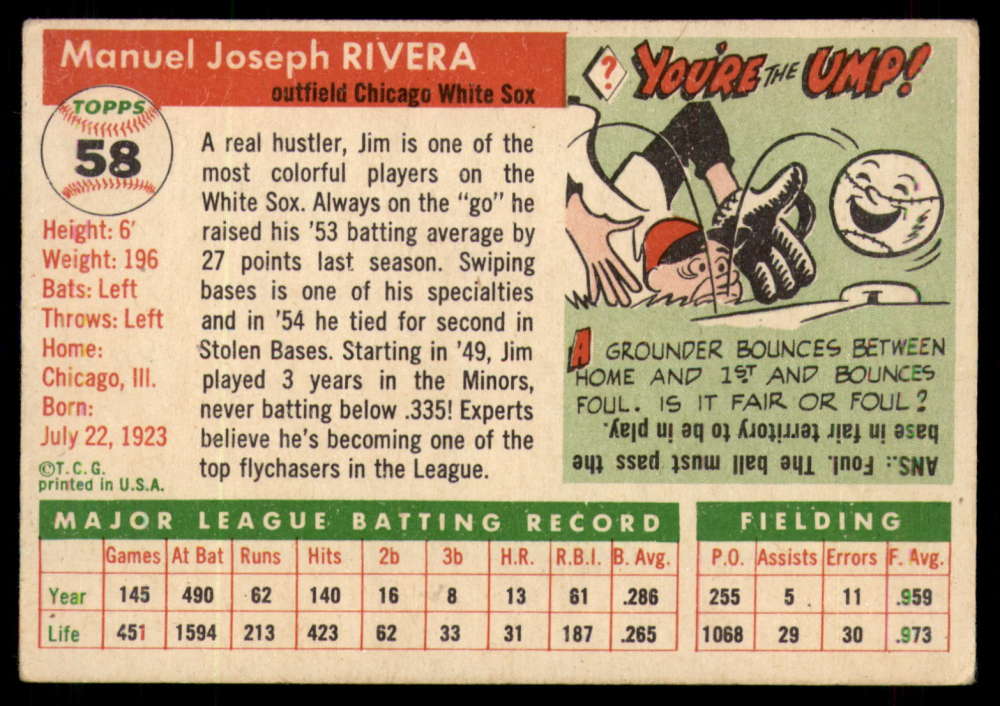 Manuel Joseph RIVERA
outfield Chicago White Sox
TOPPS
58
Height: 6'
Weight: 196
Bats: Left
Throws: Left
Home:
Chicago, Ill.
Born:
July 22, 1923
©T.C.G.
printed in U.S.A.
A real hustler, Jim is one of the
most colorful players on the
White Sox. Always on the "go" he
raised his '53 batting average by
27 points last season. Swiping
bases is one of his specialties
and in '54 he tied for second in
Stolen Bases. Starting in '49, Jim
played 3 years in the Minors,
never batting below .335! Experts
believe he's becoming one of the
top flychasers in the League.
? YOU'RE THE UMP!
A GROUNDER BOUNCES BETWEEN
HOME AND 1ST AND BOUNCES
FOUL. IS IT FAIR OR FOUL?
ANS.: Foul. The ball must pass the
base in fair territory to be in play.
MAJOR LEAGUE BATTING RECORD
Games At Bat Runs Hits 2b 3b H.R. R.B.I. B. Avg.
Year 145 490 62 140 16 8 13 61 .286
Life 451 1594 213 423 62 33 31 187 .265
FIELDING
P.O. Assists Errors F. Avg.
255 5 11 .959
1068 29 30 .973